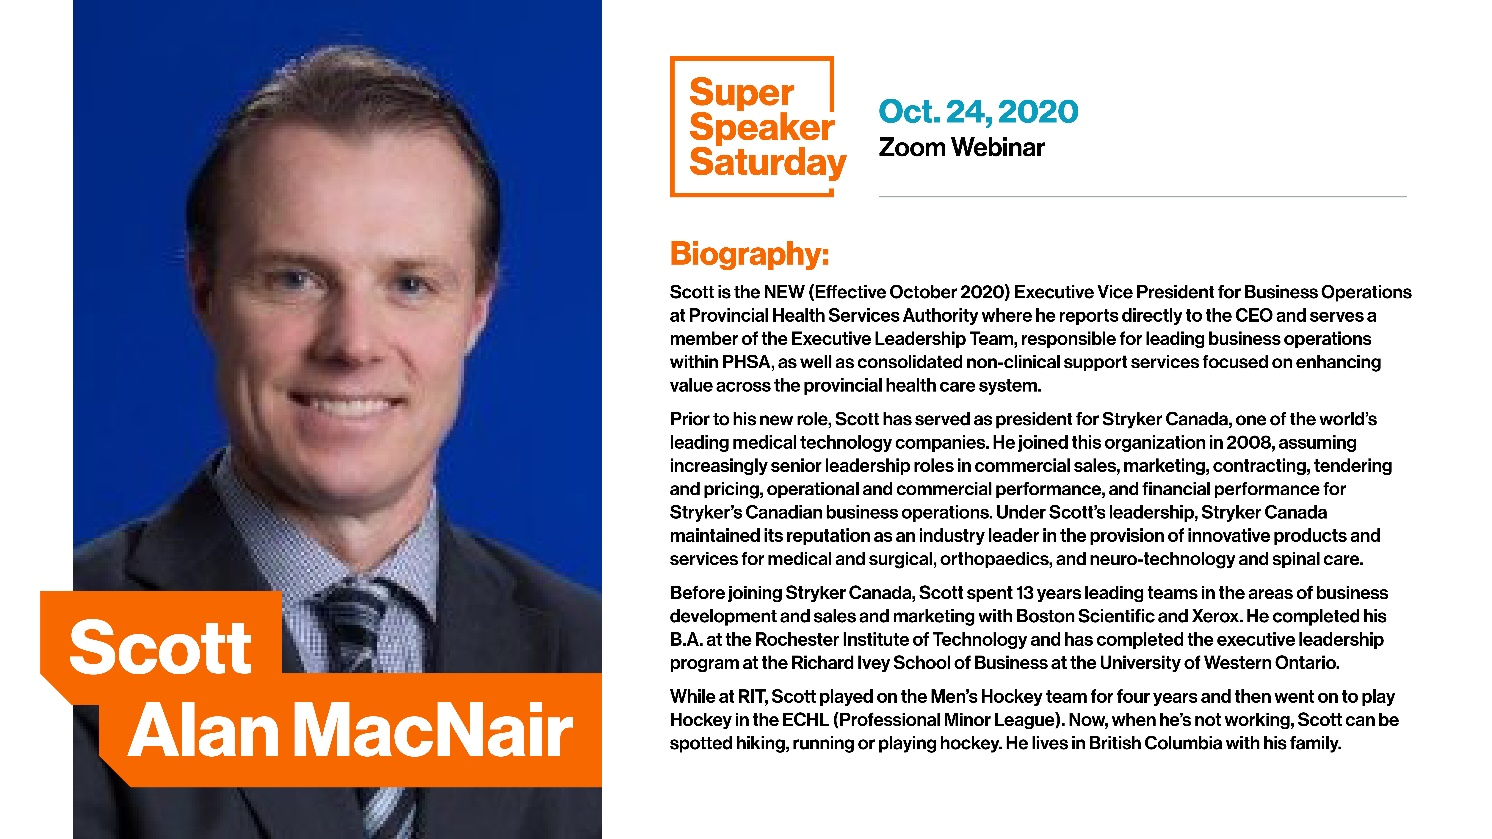 Super
Speaker
Saturday
Oct. 24, 2020
Zoom Webinar
Biography:
Scott is the NEW (Effective October 2020) Executive Vice President for Business Operations
at Provincial Health Services Authority where he reports directly to the CEO and serves a
member of the Executive Leadership Team, responsible for leading business operations
within PHSA, as well as consolidated non-clinical support services focused on enhancing
value across the provincial health care system.
Prior to his new role, Scott has served as president for Stryker Canada, one of the world's
leading medical technology companies. He joined this organization in 2008, assuming
increasingly senior leadership roles in commercial sales, marketing, contracting, tendering
and pricing, operational and commercial performance, and financial performance for
Stryker's Canadian business operations. Under Scott's leadership, Stryker Canada
maintained its reputation as an industry leader in the provision of innovative products and
services for medical and surgical, orthopaedics, and neuro-technology and spinal care.
Before joining Stryker Canada, Scott spent 13 years leading teams in the areas of business
development and sales and marketing with Boston Scientific and Xerox. He completed his
B.A. at the Rochester Institute of Technology and has completed the executive leadership
program at the Richard Ivey School of Business at the University of Western Ontario.
While at RIT, Scott played on the Men's Hockey team for four years and then went on to play
Hockey in the ECHL (Professional Minor League). Now, when he's not working, Scott can be
spotted hiking, running or playing hockey. He lives in British Columbia with his family.
Scott
Alan MacNair